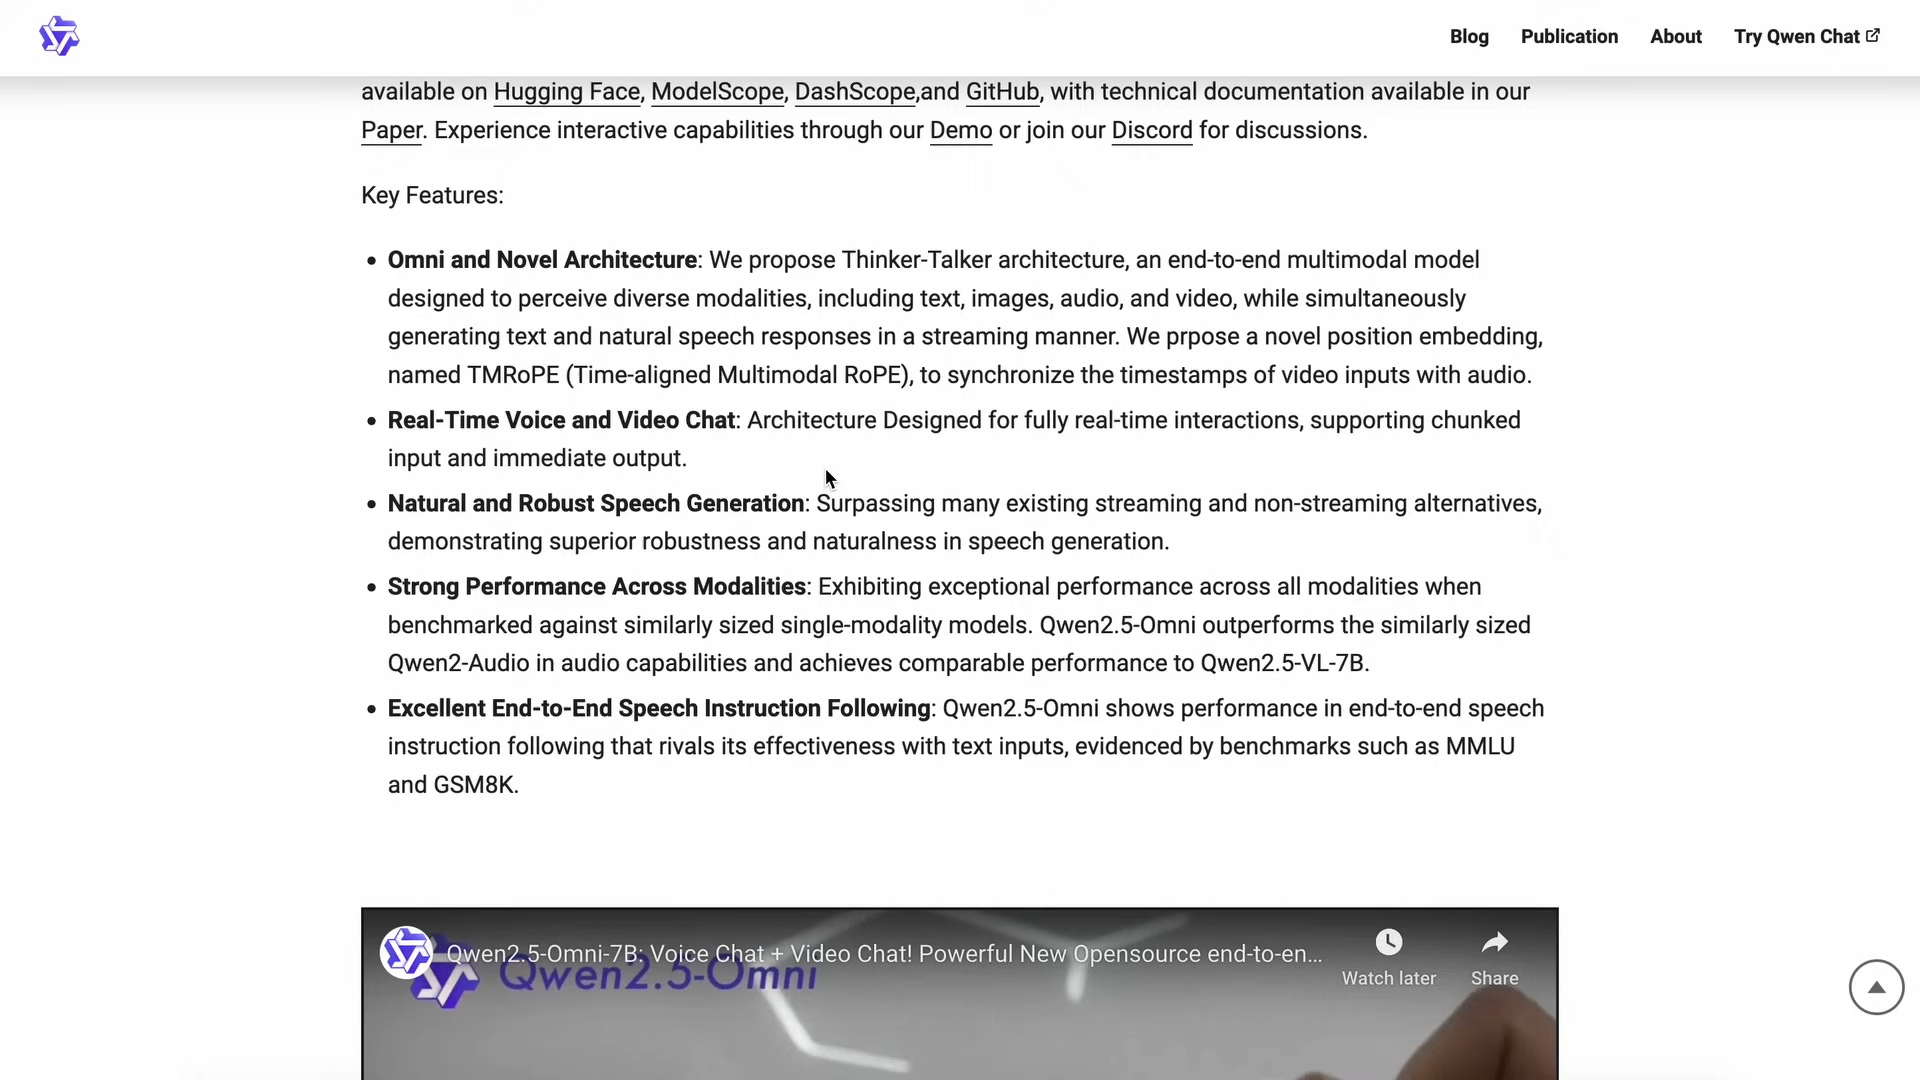 Blog Publication About Try Qwen Chat
available on Hugging Face, ModelScope, DashScope,and GitHub, with technical documentation available in our
Paper. Experience interactive capabilities through our Demo or join our Discord for discussions.
Key Features:
Omni and Novel Architecture: We propose Thinker-Talker architecture, an end-to-end multimodal model
designed to perceive diverse modalities, including text, images, audio, and video, while simultaneously
generating text and natural speech responses in a streaming manner. We prpose a novel position embedding,
named TMRoPE (Time-aligned Multimodal RoPE), to synchronize the timestamps of video inputs with audio.
Real-Time Voice and Video Chat: Architecture Designed for fully real-time interactions, supporting chunked
input and immediate output.
Natural and Robust Speech Generation: Surpassing many existing streaming and non-streaming alternatives,
demonstrating superior robustness and naturalness in speech generation.
Strong Performance Across Modalities: Exhibiting exceptional performance across all modalities when
benchmarked against similarly sized single-modality models. Qwen2.5-Omni outperforms the similarly sized
Qwen2-Audio in audio capabilities and achieves comparable performance to Qwen2.5-VL-7B.
Excellent End-to-End Speech Instruction Following: Qwen2.5-Omni shows performance in end-to-end speech
instruction following that rivals its effectiveness with text inputs, evidenced by benchmarks such as MMLU
and GSM8K.
Qwen2.5-Omni-7B: Voice Chat + Video Chat! Powerful New Opensource end-to-en...
Qwen2.5-Omni
Watch later Share